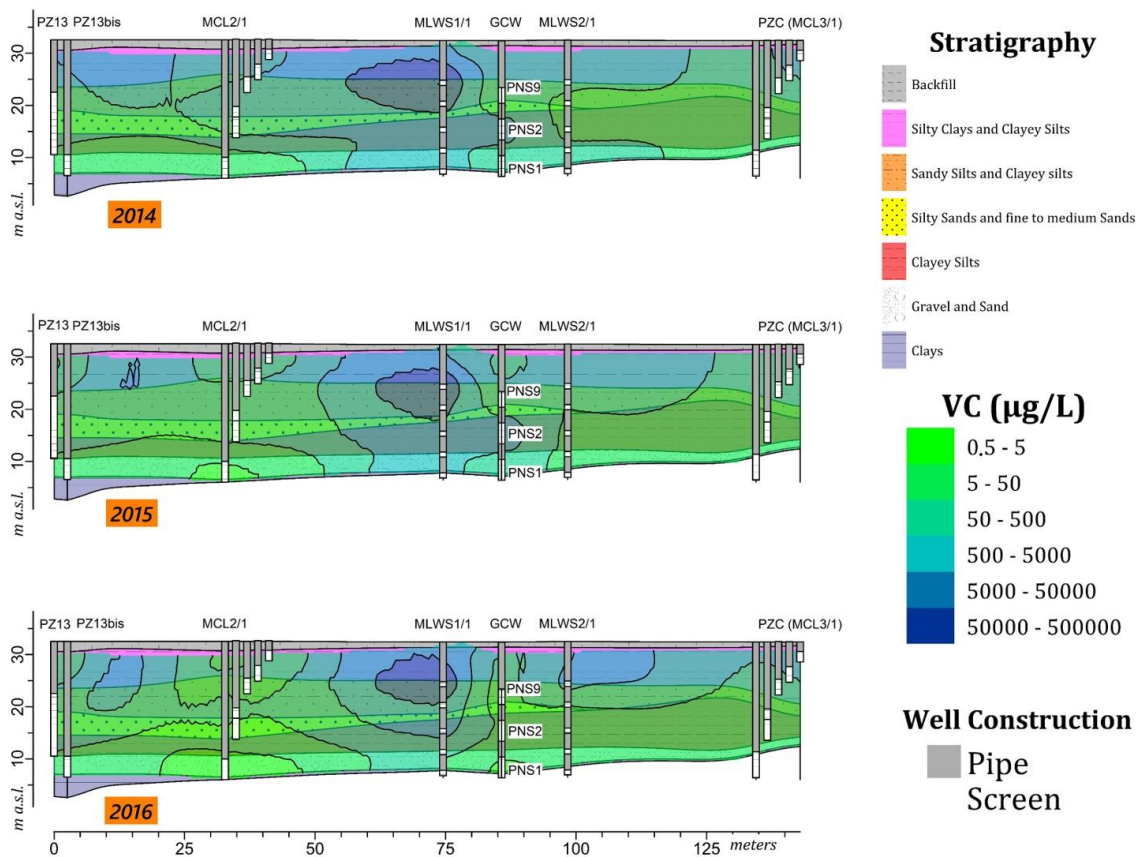 PZ13 PZ13bis MCL2/1 MLWS1/1 GCW MLWS2/1 PZC (MCL3/1)
30
20
10
m a.s.l.
PNS9
PNS2
PNS1
2014
PZ13 PZ13bis MCL2/1 MLWS1/1 GCW MLWS2/1 PZC (MCL3/1)
30
20
10
m a.s.l.
PNS9
PNS2
PNS1
2015
PZ13 PZ13bis MCL2/1 MLWS1/1 GCW MLWS2/1 PZC (MCL3/1)
30
20
10
m a.s.l.
PNS9
PNS2
PNS1
2016
0 25 50 75 100 125 meters
Stratigraphy
Backfill
Silty Clays and Clayey Silts
Sandy Silts and Clayey silts
Silty Sands and fine to medium Sands
Clayey Silts
Gravel and Sand
Clays
VC (µg/L)
0.5 - 5
5 - 50
50 - 500
500 - 5000
5000 - 50000
50000 - 500000
Well Construction
Pipe
Screen